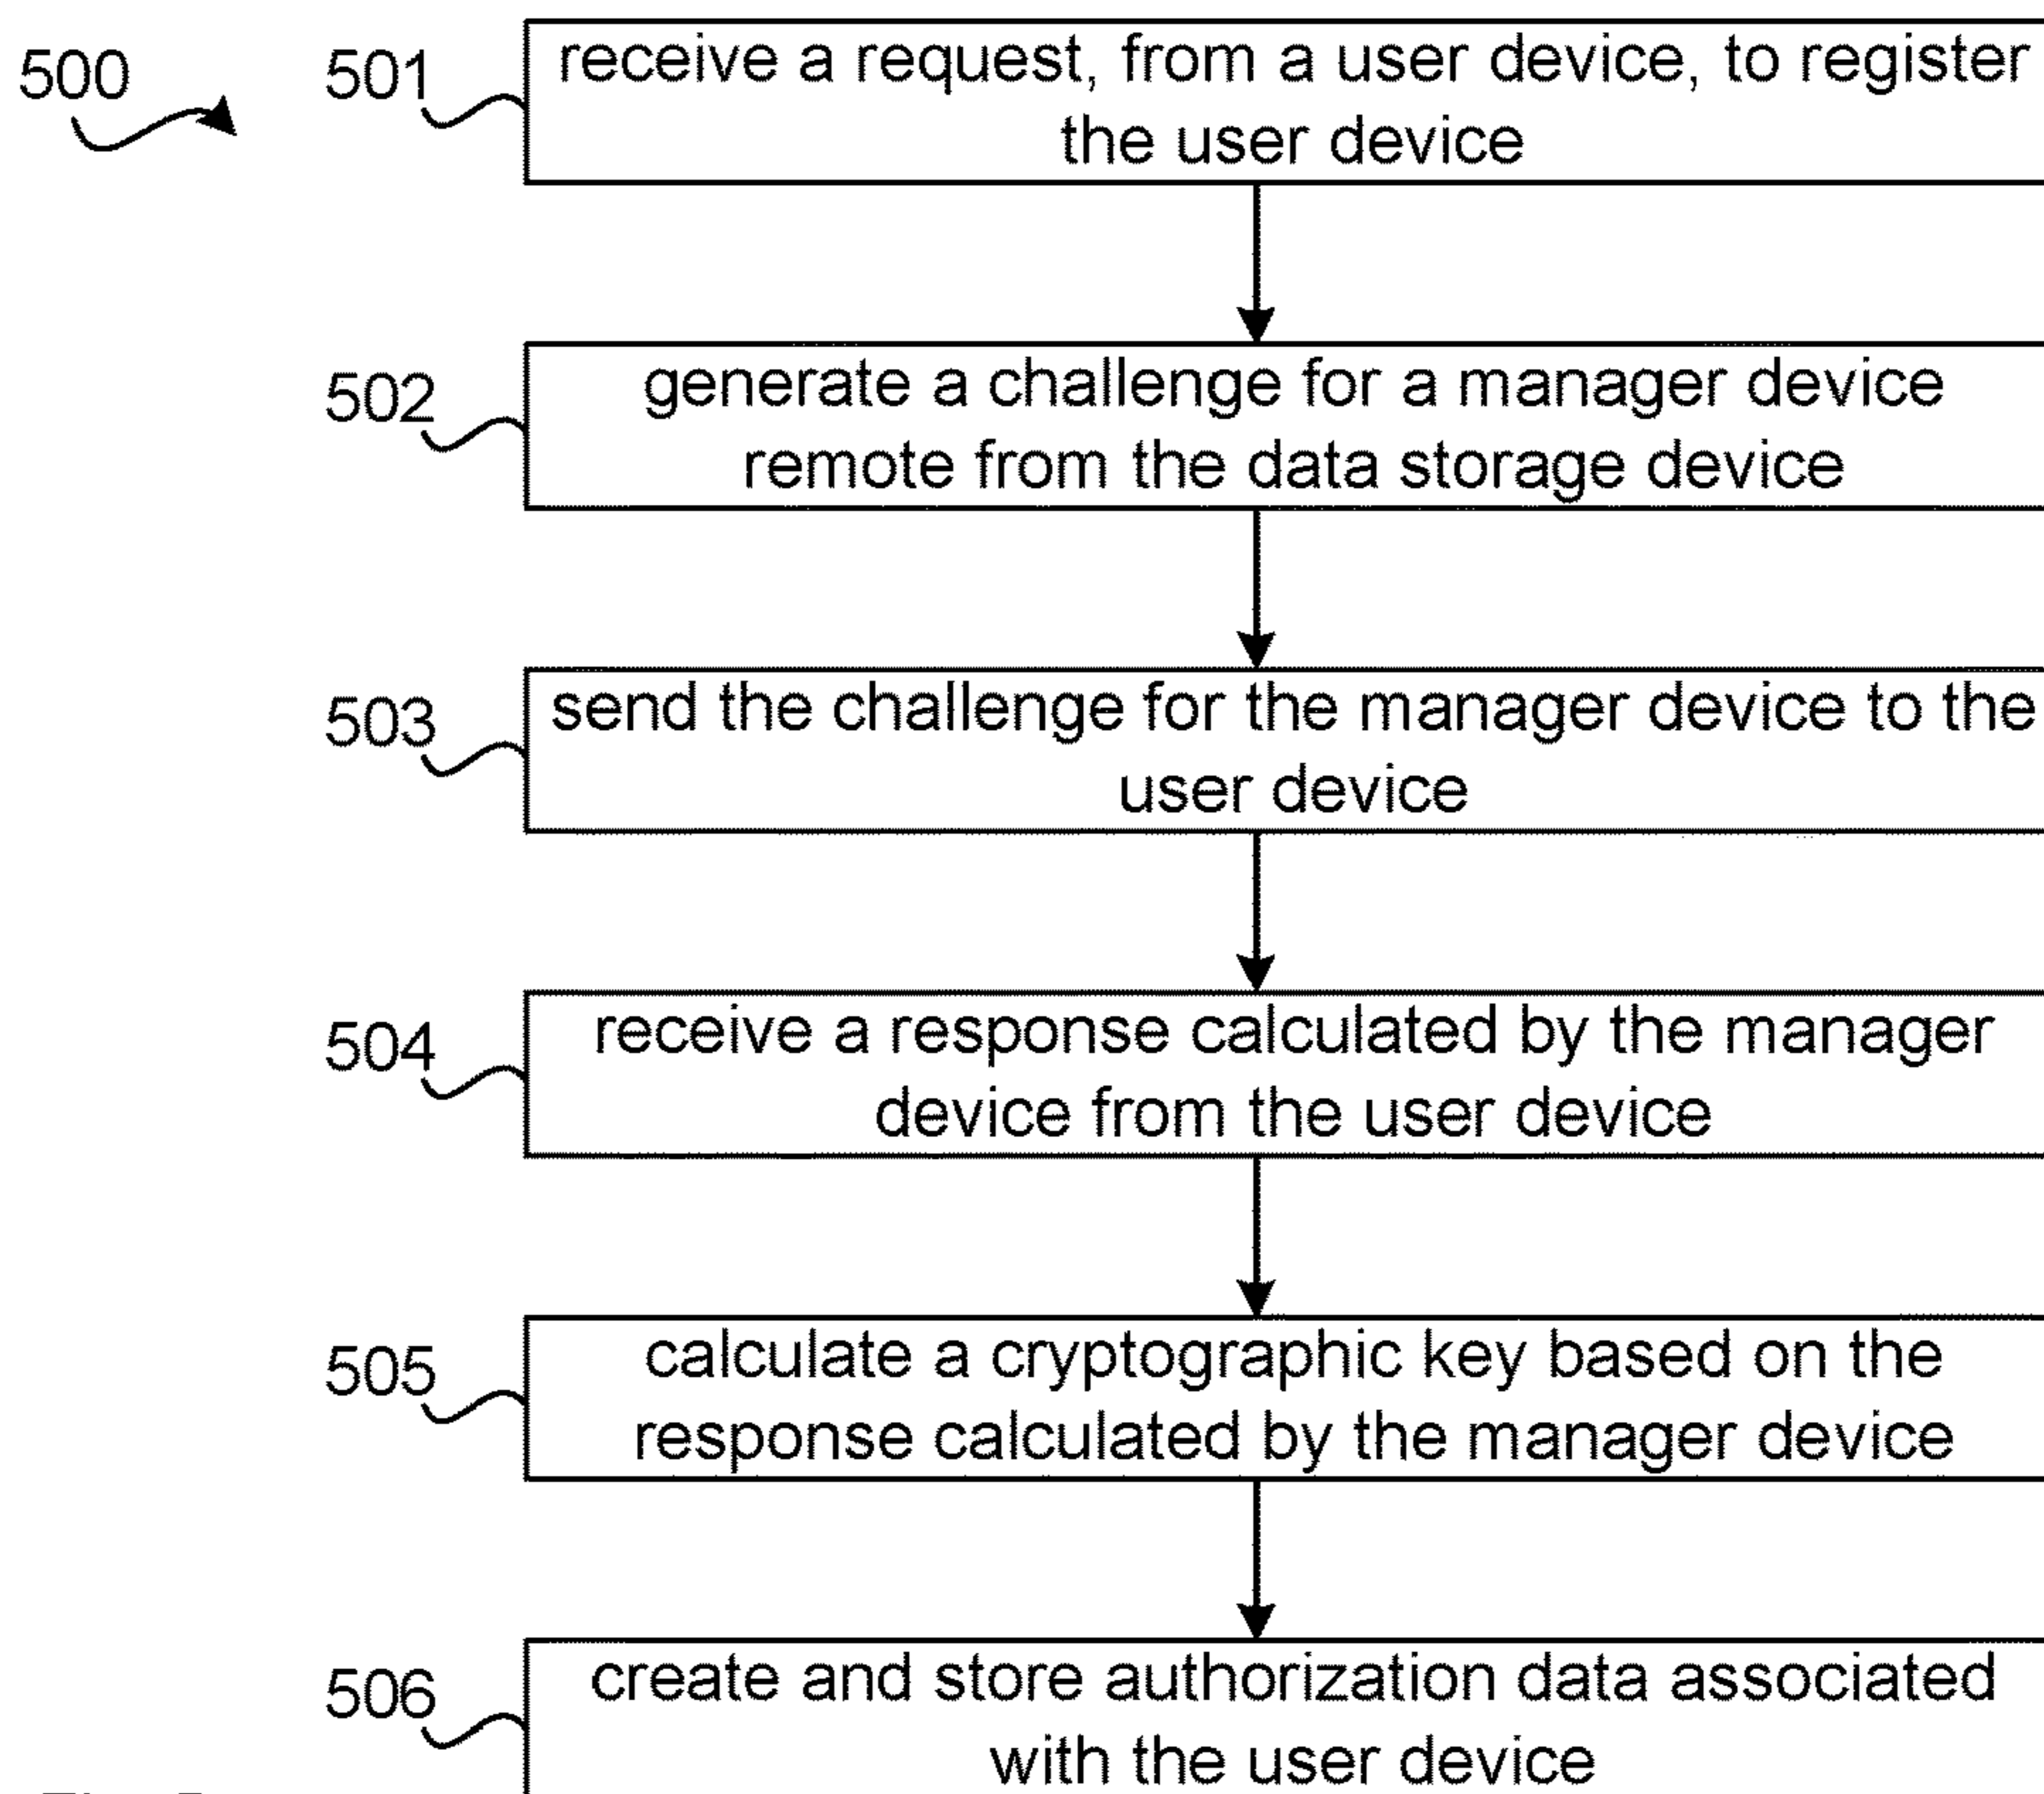 500
501
receive a request, from a user device, to register
the user device
502
generate a challenge for a manager device
remote from the data storage device
503
send the challenge for the manager device to the
user device
504
receive a response calculated by the manager
device from the user device
505
calculate a cryptographic key based on the
response calculated by the manager device
506
create and store authorization data associated
with the user device